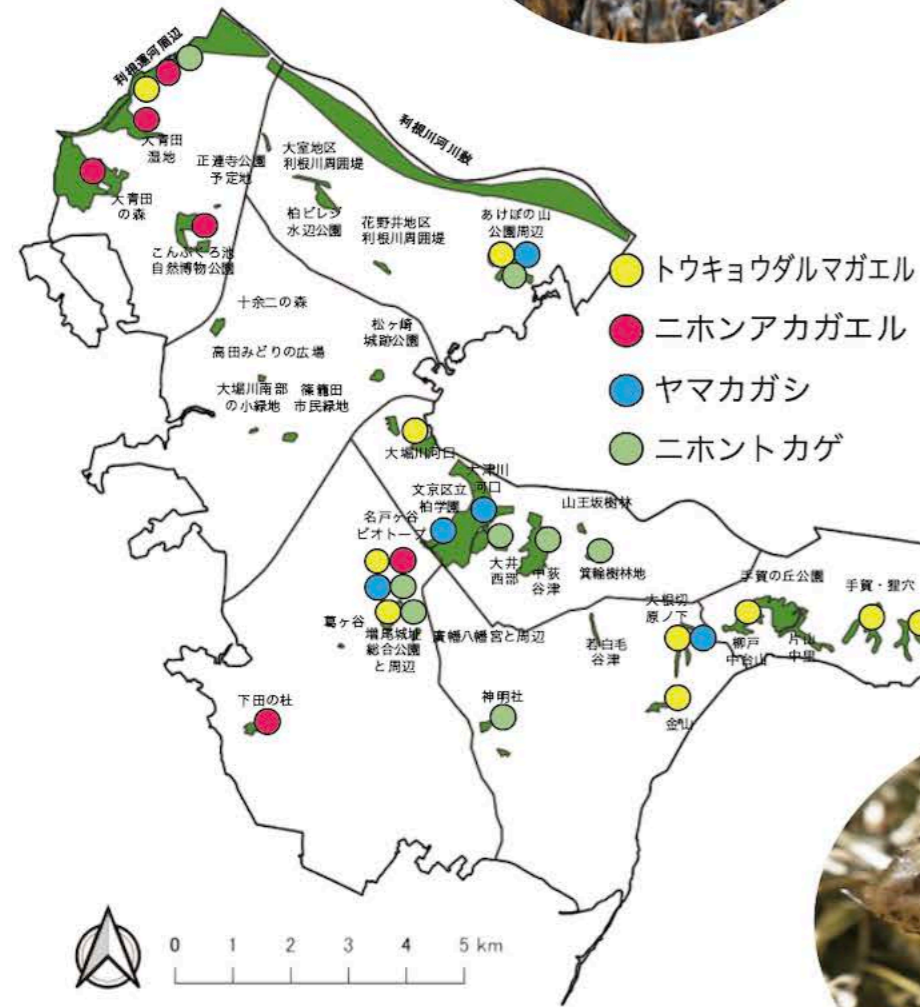 利根運河周辺
利根川河川敷
大青田
湿地
正連寺公園
予定地
大室地区
利根川周囲堤
大青田
の森
柏ビレジ
水辺公園
花野井地区
利根川周囲堤
あけぼの山
公園周辺
こんぶくろ池
自然博物公園
トウキョウダルマガエル
ニホンアカガエル
ヤマカガシ
ニホントカゲ
十余二の森
松ヶ崎
城跡公園
高田みどりの広場
大堀川南部
の小緑地
篠籠田
市民緑地
大堀川河口
大津川
河口
文京区立
柏学園
山王坂樹林
名戸ヶ谷
ビオトープ
大井
西部
中荻
谷津
箕輪樹林地
手賀の丘公園
手賀・狸穴
大根切
原ノ下
葛ヶ谷
増尾城址
総合公園
と周辺
廣幡八幡宮と周辺
若白毛
谷津
柳戸
中台山
片山
中里
下田の杜
神明社
金山
0 1 2 3 4 5 km